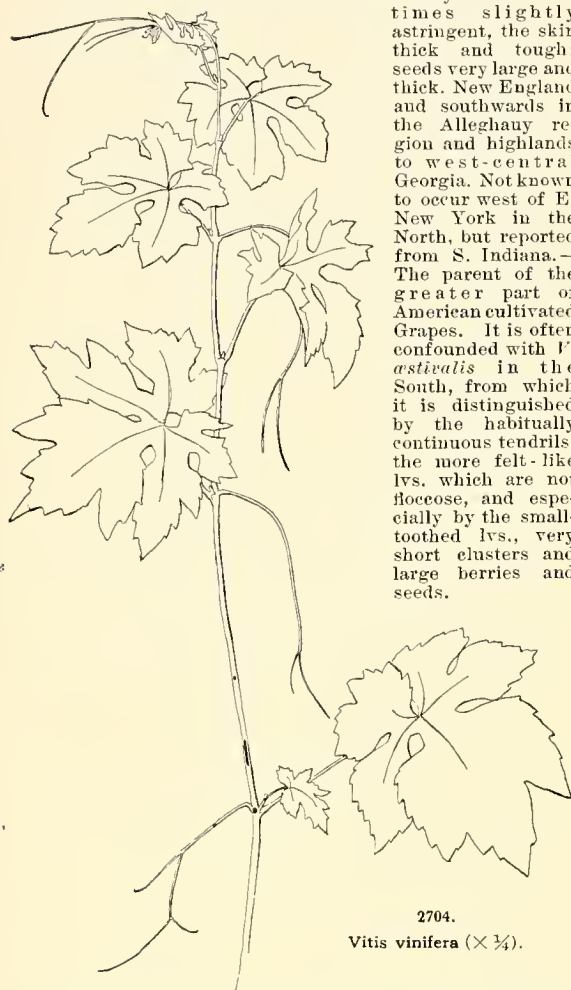 times slightly
astringent, the skin
thick and tough
seeds very large and
thick. New England
and southwards in
the Alleghany re
gion and highlands
to west-central
Georgia. Not known
to occur west of E.
New York in the
North, but reported
from S. Indiana.—
The parent of the
greater part of
American cultivated
Grapes. It is often
confounded with V.
æstivalis in the
South, from which
it is distinguished
by the habitually
continuous tendrils,
the more felt-like
lvs. which are not
floccose, and espe-
cially by the small-
toothed lvs., very
short clusters and
large berries and
seeds.
2704.
Vitis vinifera (× ¼).